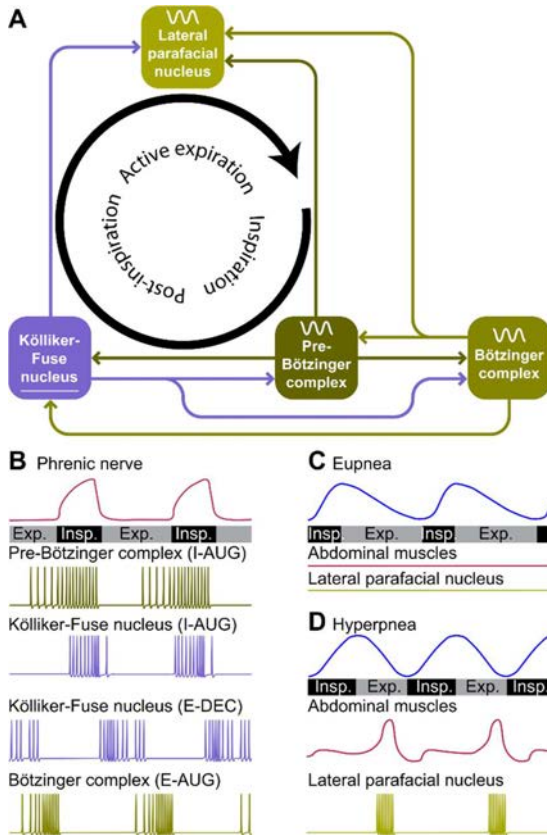 A
Lateral
parafacial
nucleus
Active expiration
Inspiration
Post-inspiration
Kölliker-
Fuse
nucleus
Pre-
Bötzinger
complex
Bötzinger
complex
B Phrenic nerve
Exp. Insp. Exp. Insp.
Pre-Bötzinger complex (I-AUG)
Kölliker-Fuse nucleus (I-AUG)
Kölliker-Fuse nucleus (E-DEC)
Bötzinger complex (E-AUG)
C Eupnea
Insp. Exp. Insp. Exp.
Abdominal muscles
Lateral parafacial nucleus
D Hyperpnea
Insp. Exp. Insp. Exp. Insp.
Abdominal muscles
Lateral parafacial nucleus